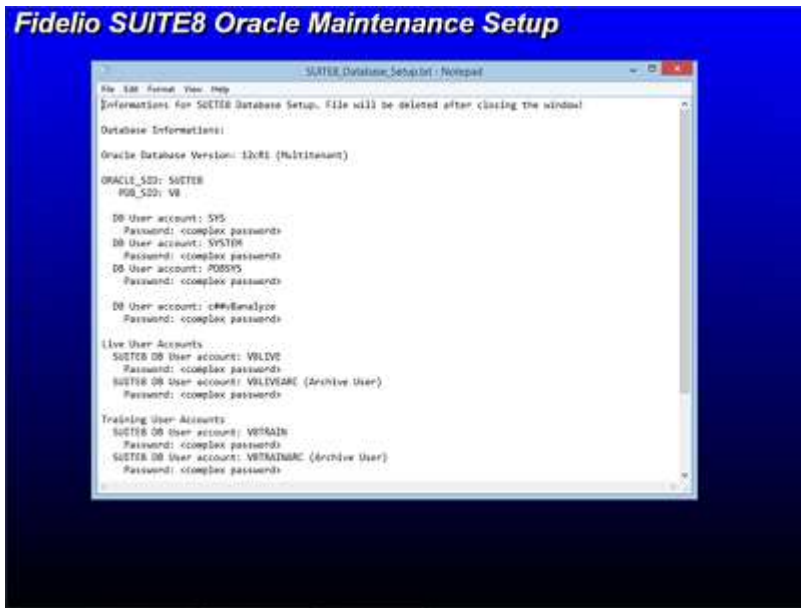 Fidelio SUITE8 Oracle Maintenance Setup
SUITE8_Database_Setup.txt - Notepad
File Edit Format View Help
Informations for SUITE8 Database Setup. File will be deleted after closing the window!
Database Informations:
Oracle Database Version: 12cR1 (Multitenant)
ORACLE_SID: SUITE8
PDB_SID: V8
DB User account: SYS
Password: <complex password>
DB User account: SYSTEM
Password: <complex password>
DB User account: PDBSYS
Password: <complex password>
DB User account: c##v8analyze
Password: <complex password>
Live User Accounts
SUITE8 DB User account: V8LIVE
Password: <complex password>
SUITE8 DB User account: V8LIVEARC (Archive User)
Password: <complex password>
Training User Accounts
SUITE8 DB User account: V8TRAIN
Password: <complex password>
SUITE8 DB User account: V8TRAINARC (Archive User)
Password: <complex password>